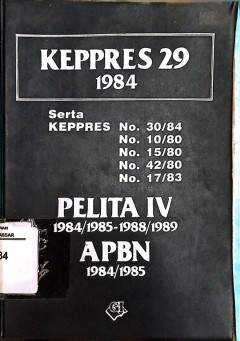 KEPPRES 29
1984
Serta
KEPPRES No. 30/84
No. 10/80
No. 15/80
No. 42/80
No. 17/83
PELITA IV
1984/1985-1988/1989
APBN
1984/1985
GI